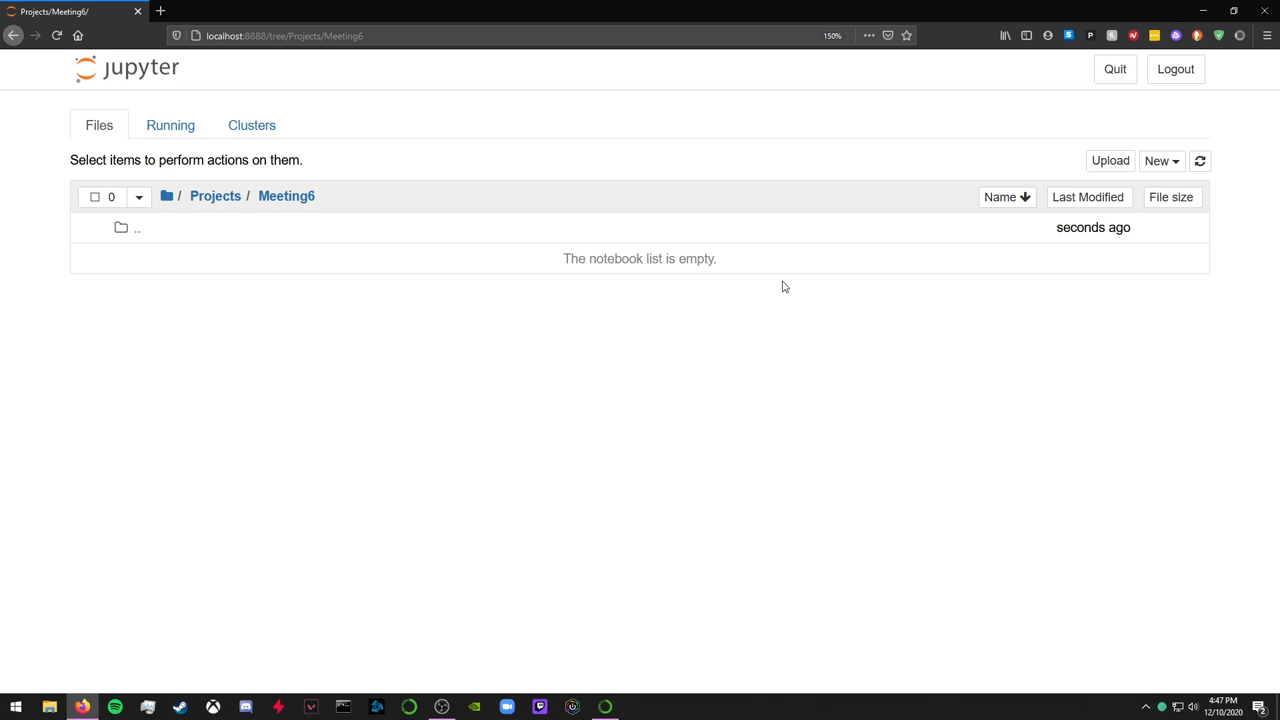 Projects/Meeting6/
localhost:8888/tree/Projects/Meeting6
150%
jupyter
Quit
Logout
Files
Running
Clusters
Select items to perform actions on them.
Upload
New
0
/ Projects / Meeting6
Name
Last Modified
File size
..
seconds ago
The notebook list is empty.
4:47 PM
12/10/2020
2